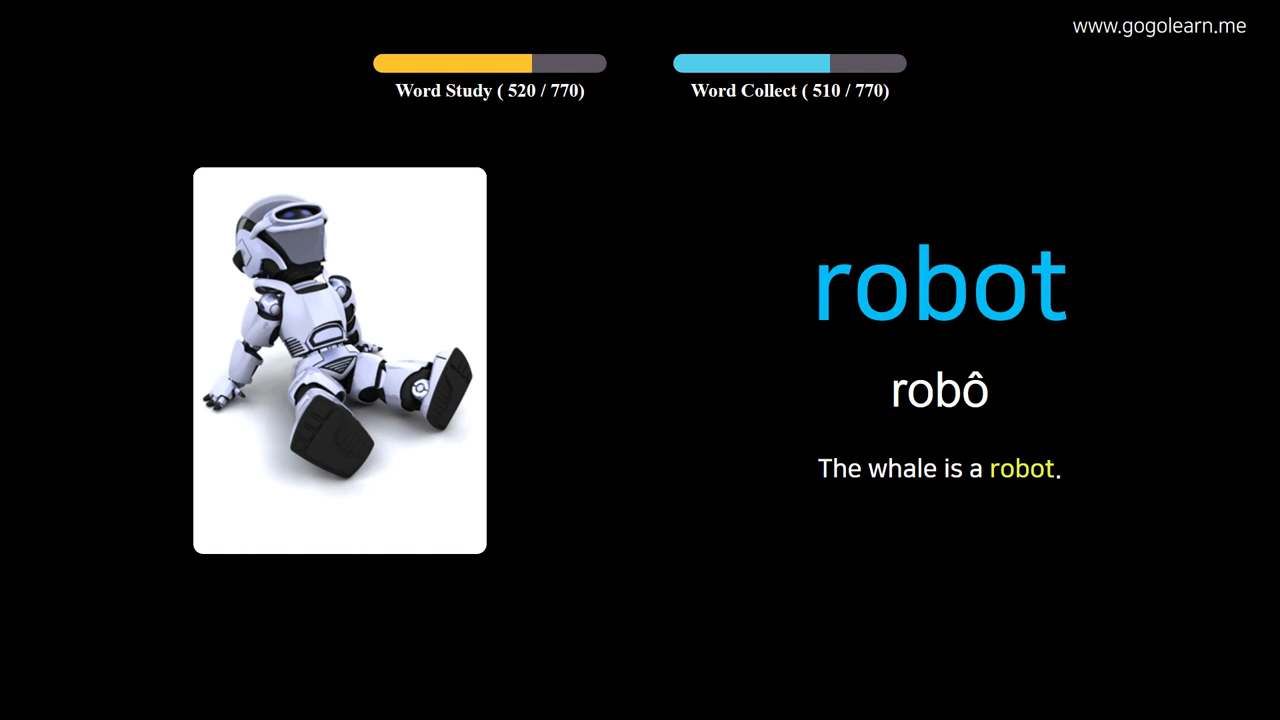 www.gogolearn.me
Word Study ( 520 / 770)
Word Collect ( 510 / 770)
robot
robô
The whale is a robot.